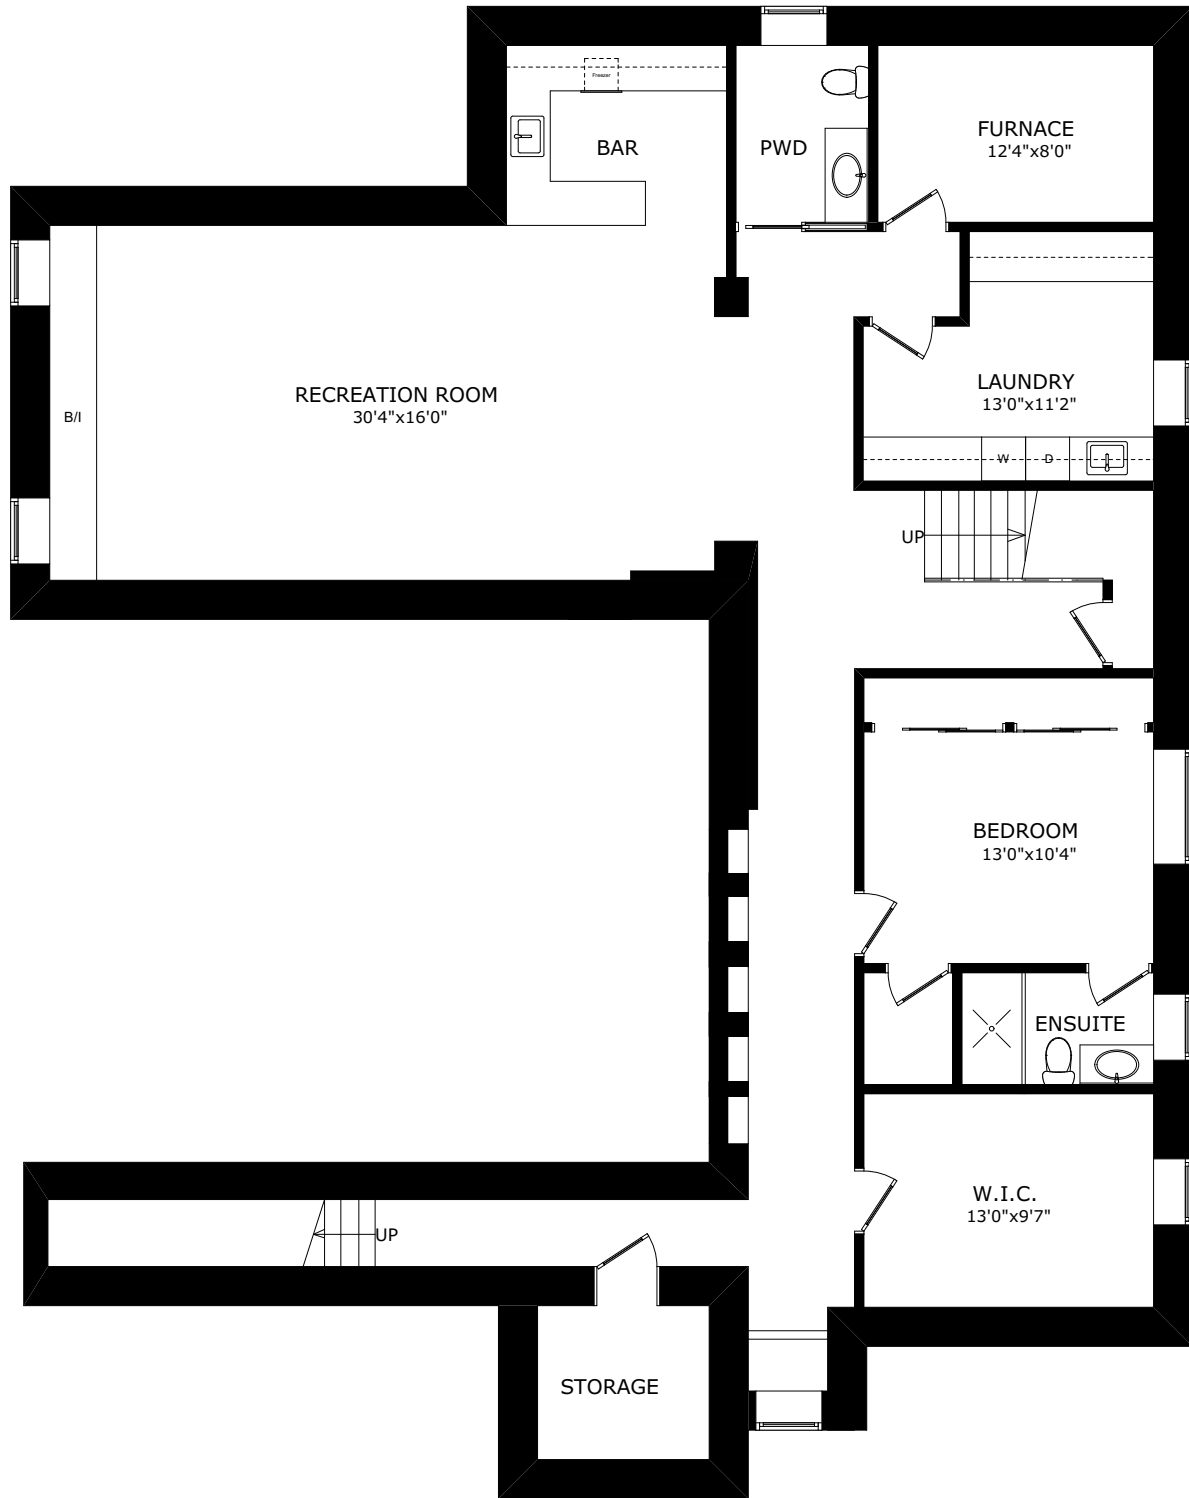 Freezer
BAR
PWD
FURNACE
12'4"x8'0"
RECREATION ROOM
30'4"x16'0"
B/I
LAUNDRY
13'0"x11'2"
W
D
UP
BEDROOM
13'0"x10'4"
ENSUITE
W.I.C.
13'0"x9'7"
UP
STORAGE